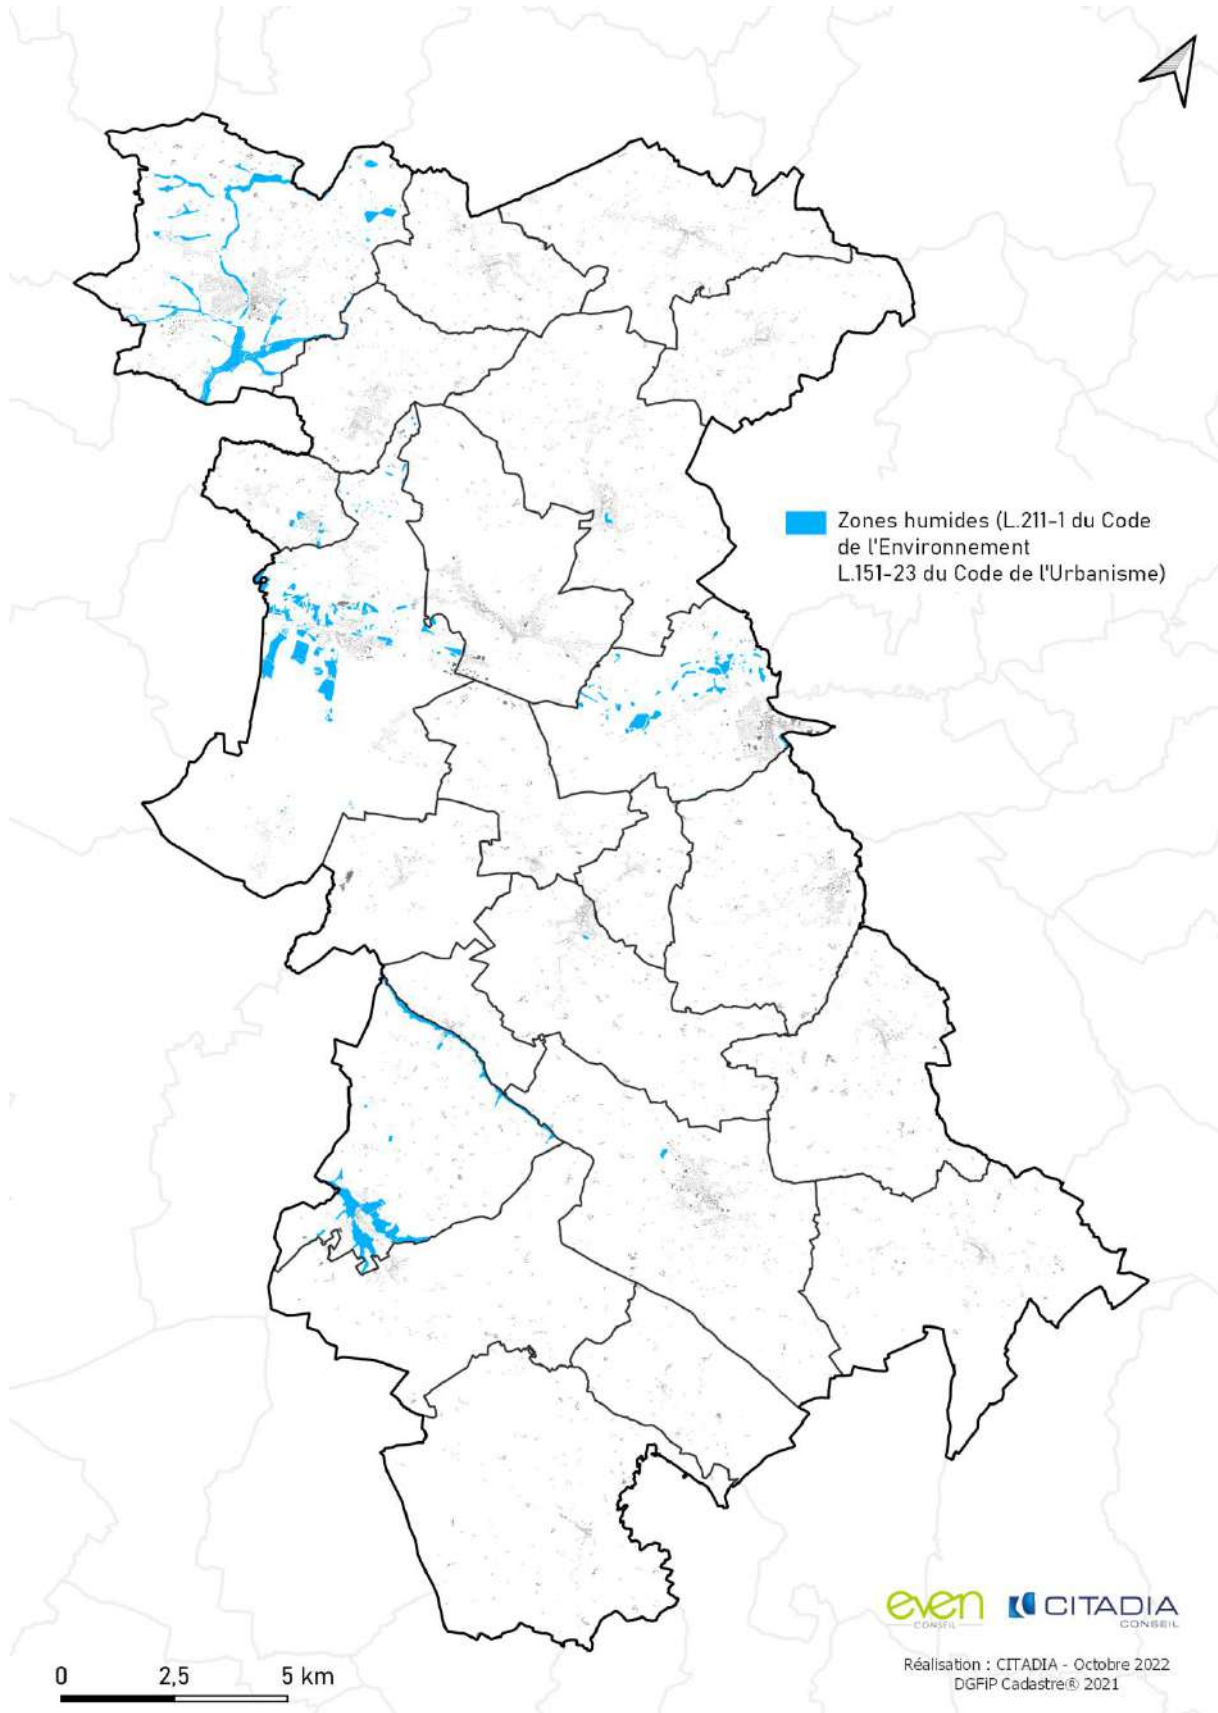 Zones humides (L.211-1 du Code
de l'Environnement
L.151-23 du Code de l'Urbanisme)
even
CONSEIL
CITADIA
CONSEIL
Réalisation : CITADIA - Octobre 2022
DGFiP Cadastre® 2021
0 2,5 5 km